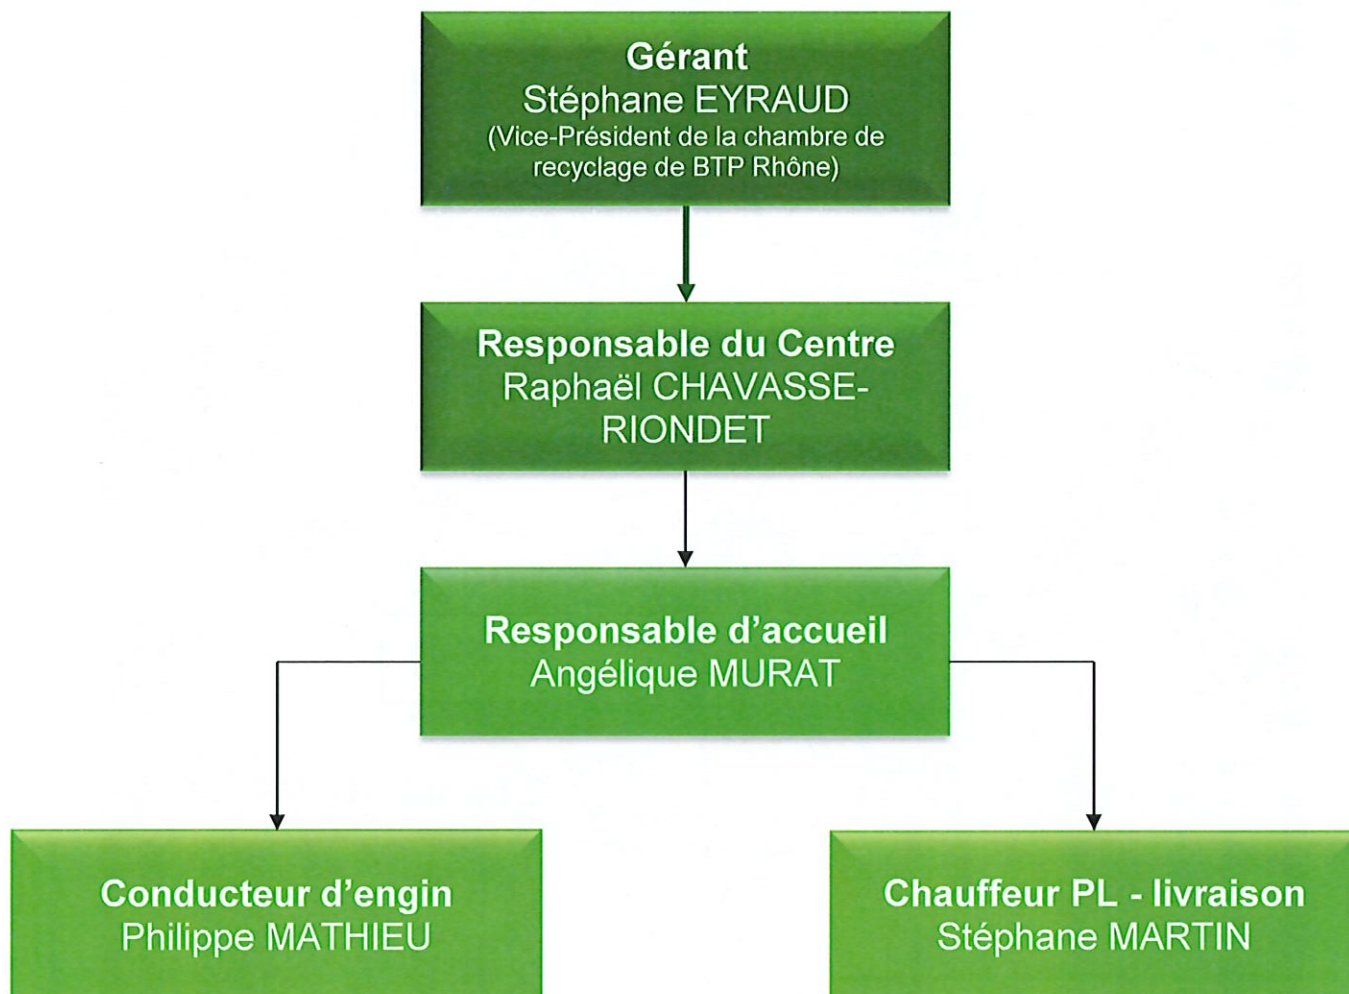 Gérant
Stéphane EYRAUD
(Vice-Président de la chambre de
recyclage de BTP Rhône)
Responsable du Centre
Raphaël CHAVASSE-
RIONDET
Responsable d’accueil
Angélique MURAT
Conducteur d’engin
Philippe MATHIEU
Chauffeur PL - livraison
Stéphane MARTIN